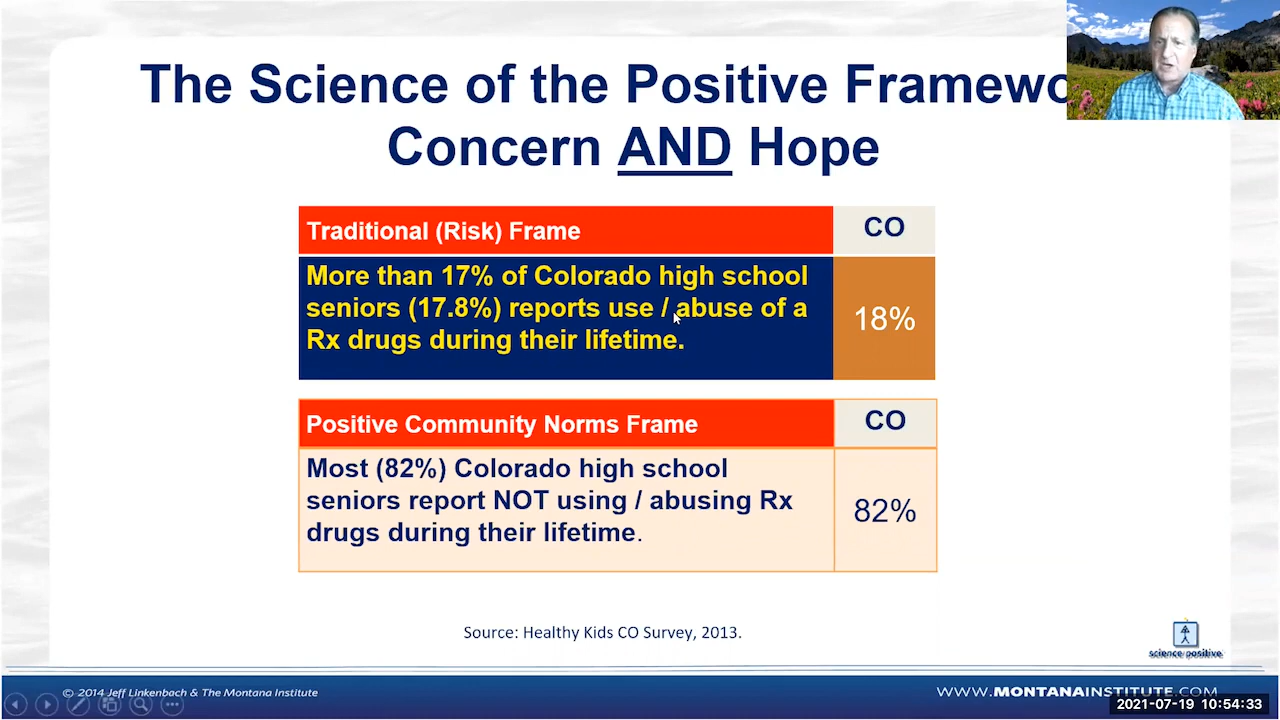 The Science of the Positive Framewo
Concern AND Hope
Traditional (Risk) Frame
CO
More than 17% of Colorado high school
seniors (17.8%) reports use / abuse of a
Rx drugs during their lifetime.
18%
Positive Community Norms Frame
CO
Most (82%) Colorado high school
seniors report NOT using / abusing Rx
drugs during their lifetime.
82%
Source: Healthy Kids CO Survey, 2013.
science positive
© 2014 Jeff Linkenbach & The Montana Institute
WWW.MONTANAINSTITUTE.COM
2021-07-19 10:54:33